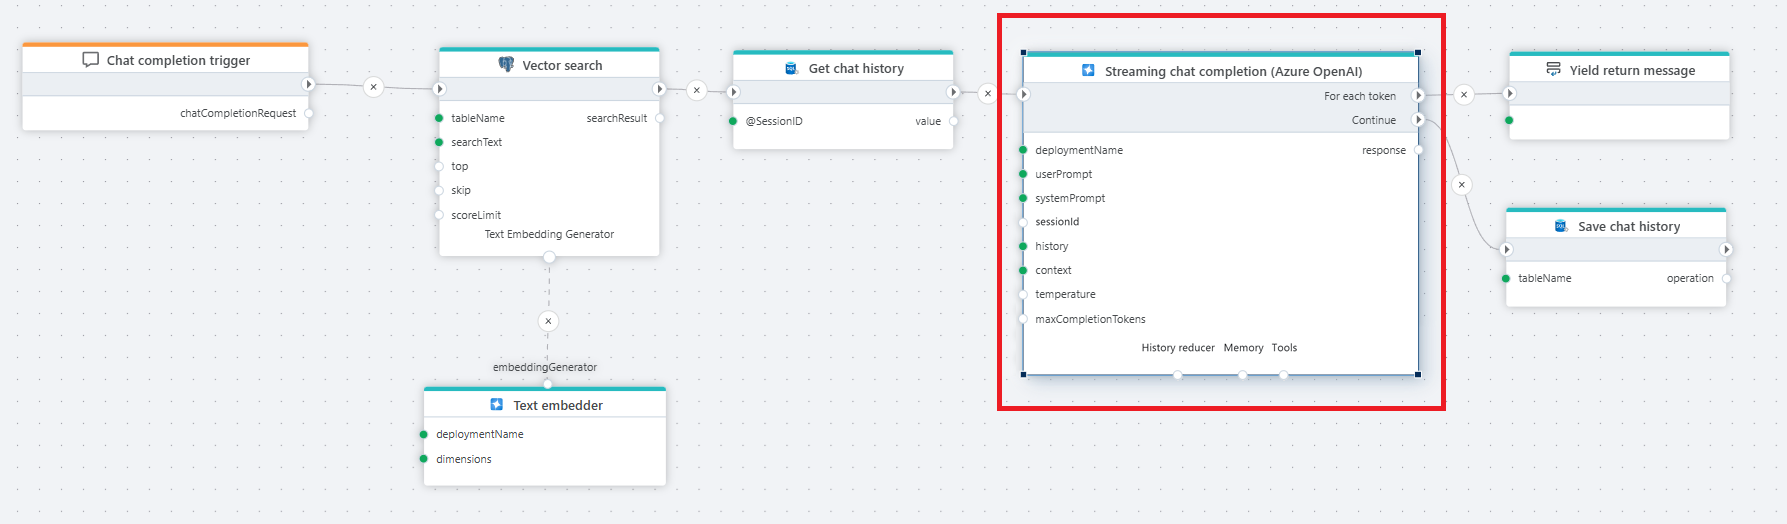 Chat completion trigger
chatCompletionRequest
Vector search
tableName
searchResult
searchText
top
skip
scoreLimit
Text Embedding Generator
embeddingGenerator
Text embedder
deploymentName
dimensions
Get chat history
@SessionID
value
Streaming chat completion (Azure OpenAI)
For each token
Continue
deploymentName
response
userPrompt
systemPrompt
sessionId
history
context
temperature
maxCompletionTokens
History reducer Memory Tools
Yield return message
Save chat history
tableName
operation